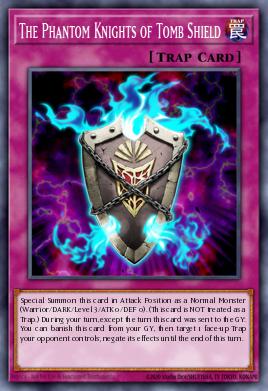 The Phantom Knights of Tomb Shield
TRAP
罠
[ Trap Card ]
Special Summon this card in Attack Position as a Normal Monster
(Warrior/DARK/Level 3/ATK 0/DEF 0). (This card is NOT treated as a
Trap.) During your turn, except the turn this card was sent to the GY:
You can banish this card from your GY, then target 1 face-up Trap
your opponent controls; negate its effects until the end of this turn.